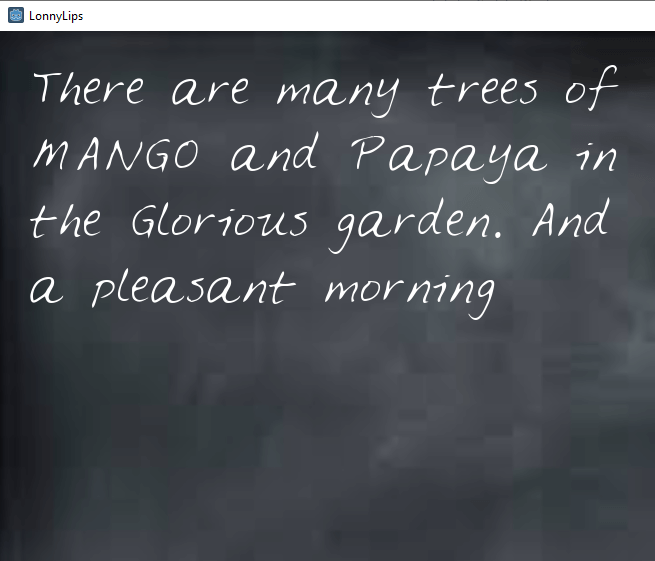 LonnyLips
There are many trees of
MANGO and Papaya in
the Glorious garden. And
a pleasant morning